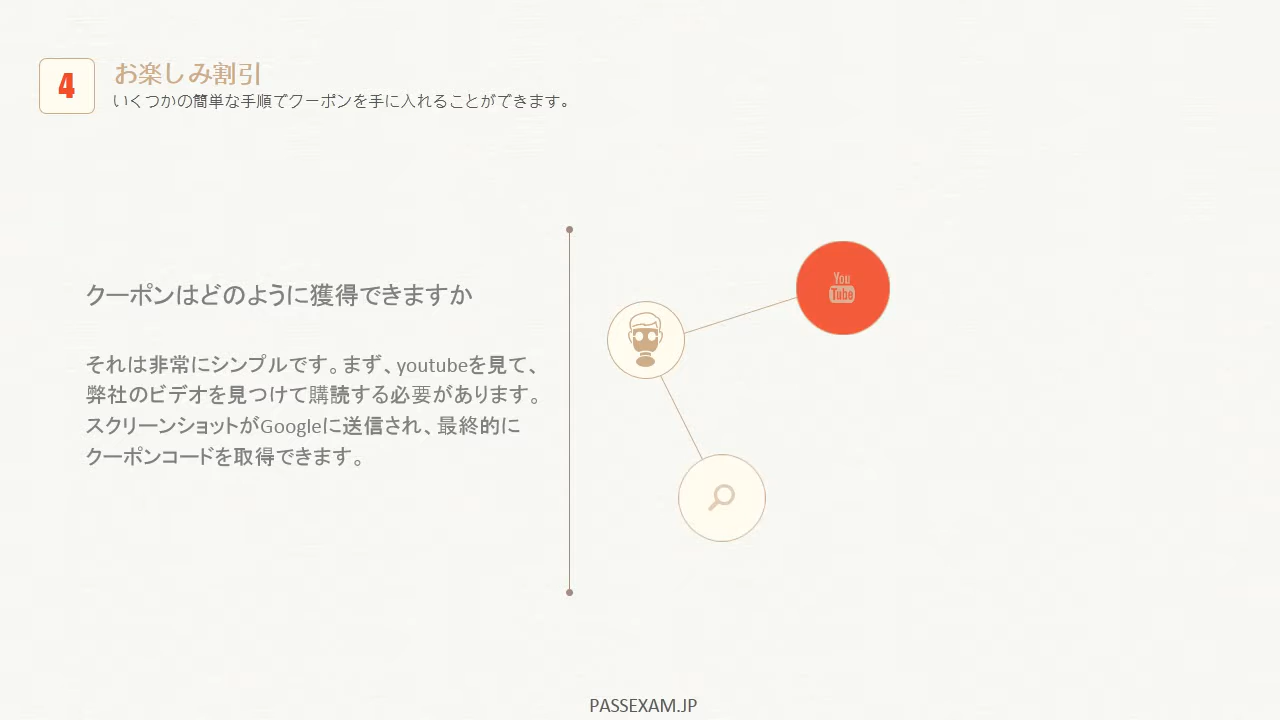 4
お楽しみ割引
いくつかの簡単な手順でクーポンを手に入れることができます。
クーポンはどのように獲得できますか
それは非常にシンプルです。まず、youtubeを見て、
弊社のビデオを見つけて購読する必要があります。
スクリーンショットがGoogleに送信され、最終的に
クーポンコードを取得できます。
You
Tube
PASSEXAM.JP